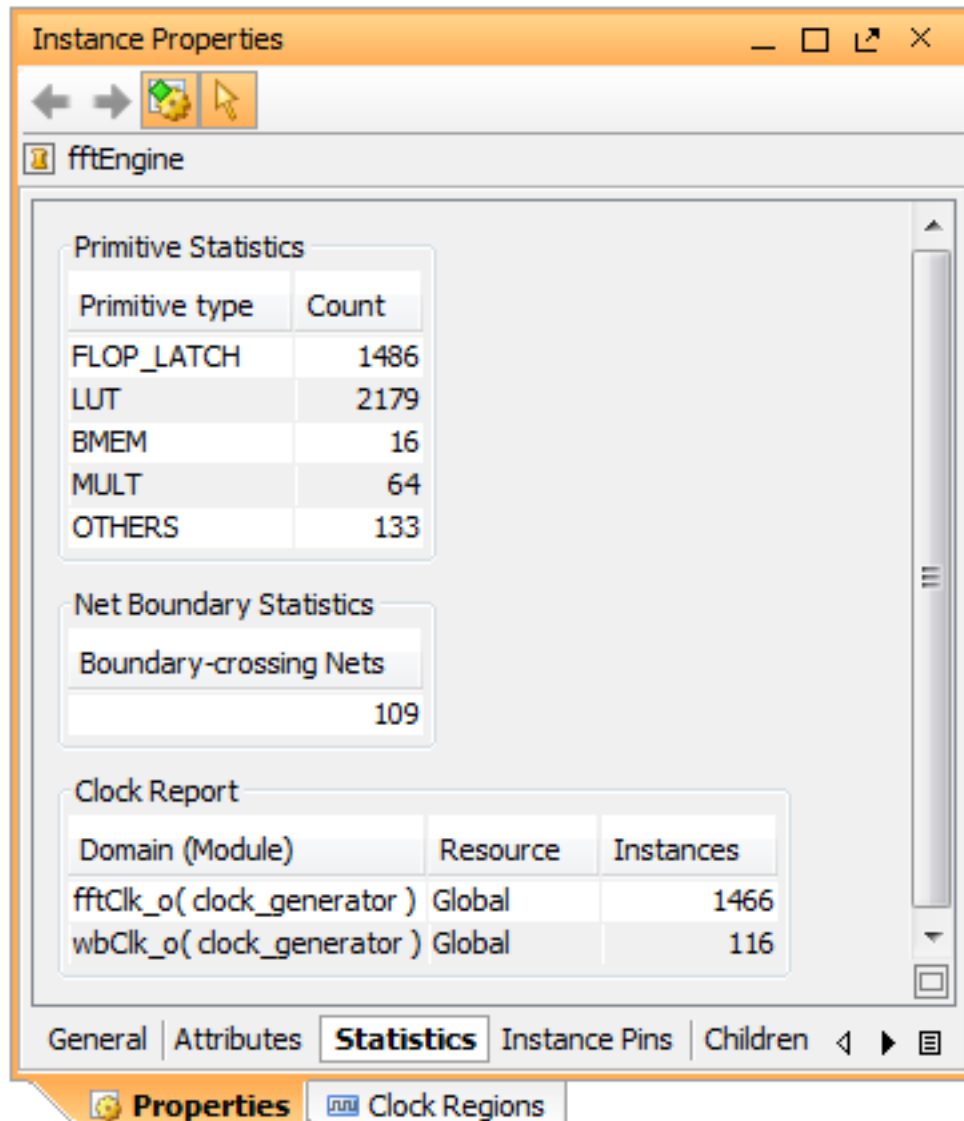 Instance Properties
fftEngine
Primitive Statistics
Primitive type Count
FLOP_LATCH 1486
LUT 2179
BMEM 16
MULT 64
OTHERS 133
Net Boundary Statistics
Boundary-crossing Nets
109
Clock Report
Domain (Module) Resource Instances
fftClk_o( clock_generator ) Global 1466
wbClk_o( clock_generator ) Global 116
General Attributes Statistics Instance Pins Children
Properties Clock Regions